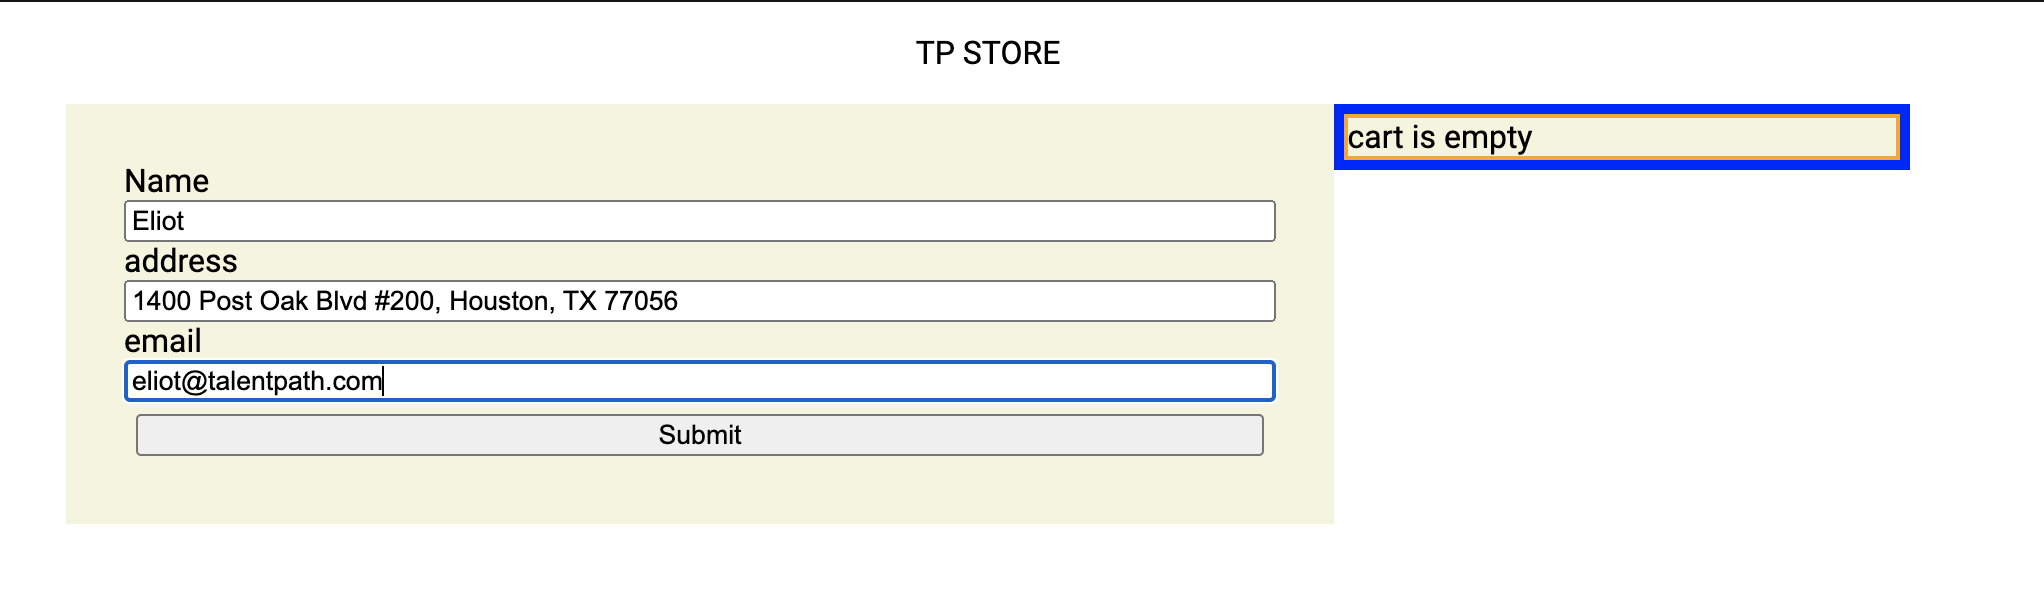 TP STORE
Name
Eliot
address
1400 Post Oak Blvd #200, Houston, TX 77056
email
eliot@talentpath.com
Submit
cart is empty